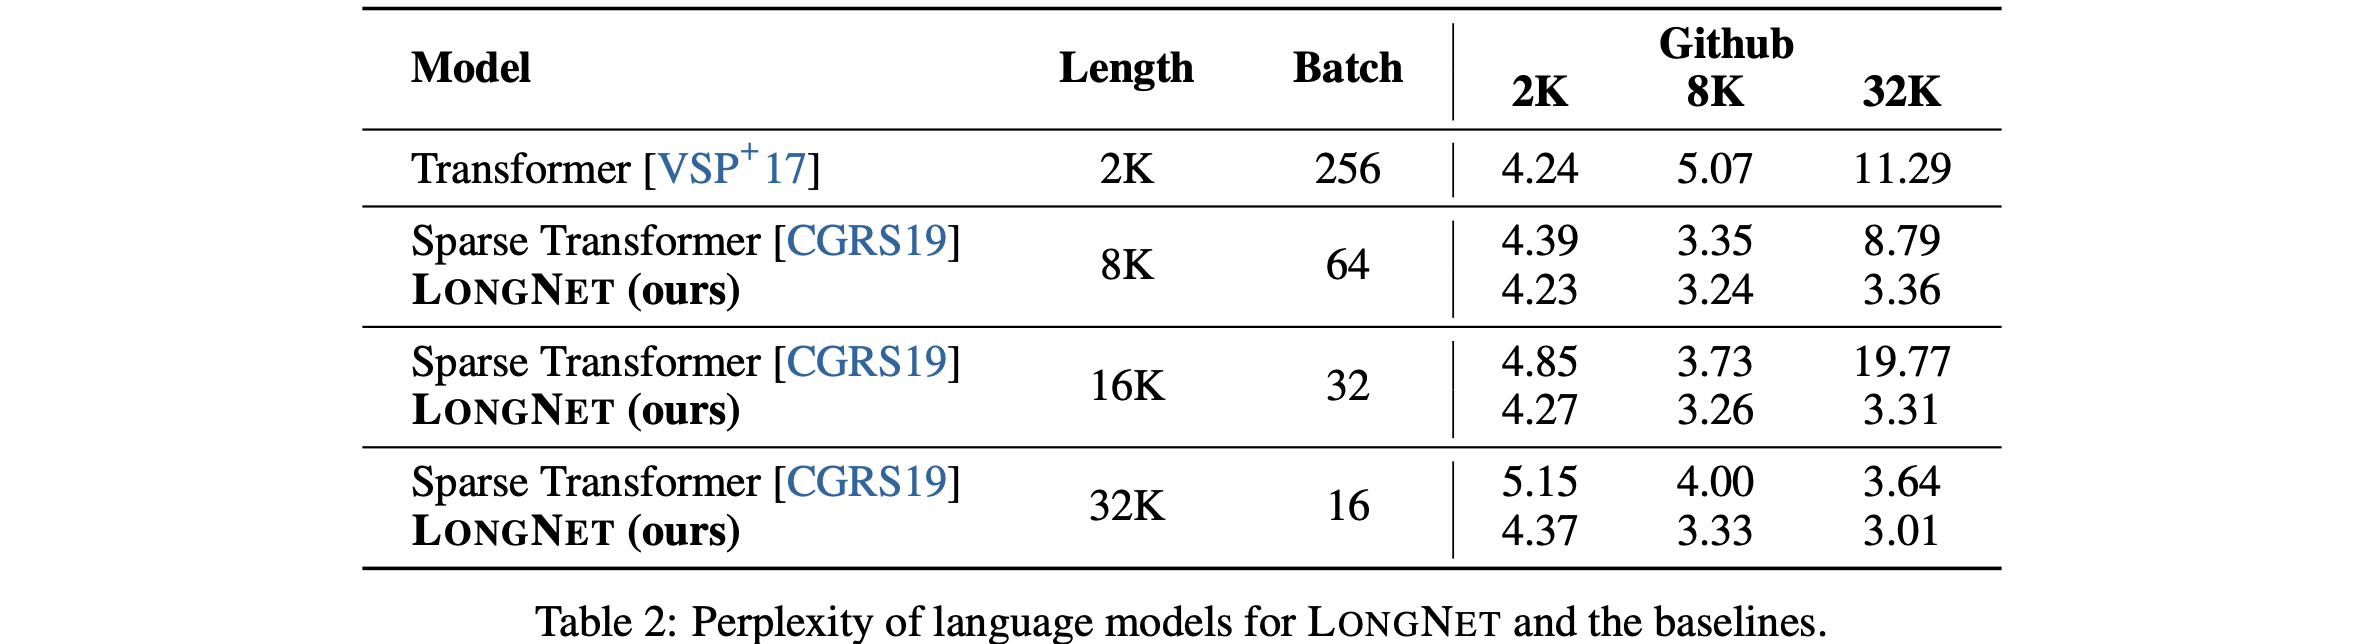 Model Length Batch Github
2K 8K 32K
Transformer [VSP+17] 2K 256 4.24 5.07 11.29
Sparse Transformer [CGRS19] 8K 64 4.39 3.35 8.79
LONGNET (ours) 4.23 3.24 3.36
Sparse Transformer [CGRS19] 16K 32 4.85 3.73 19.77
LONGNET (ours) 4.27 3.26 3.31
Sparse Transformer [CGRS19] 32K 16 5.15 4.00 3.64
LONGNET (ours) 4.37 3.33 3.01
Table 2: Perplexity of language models for LONGNET and the baselines.